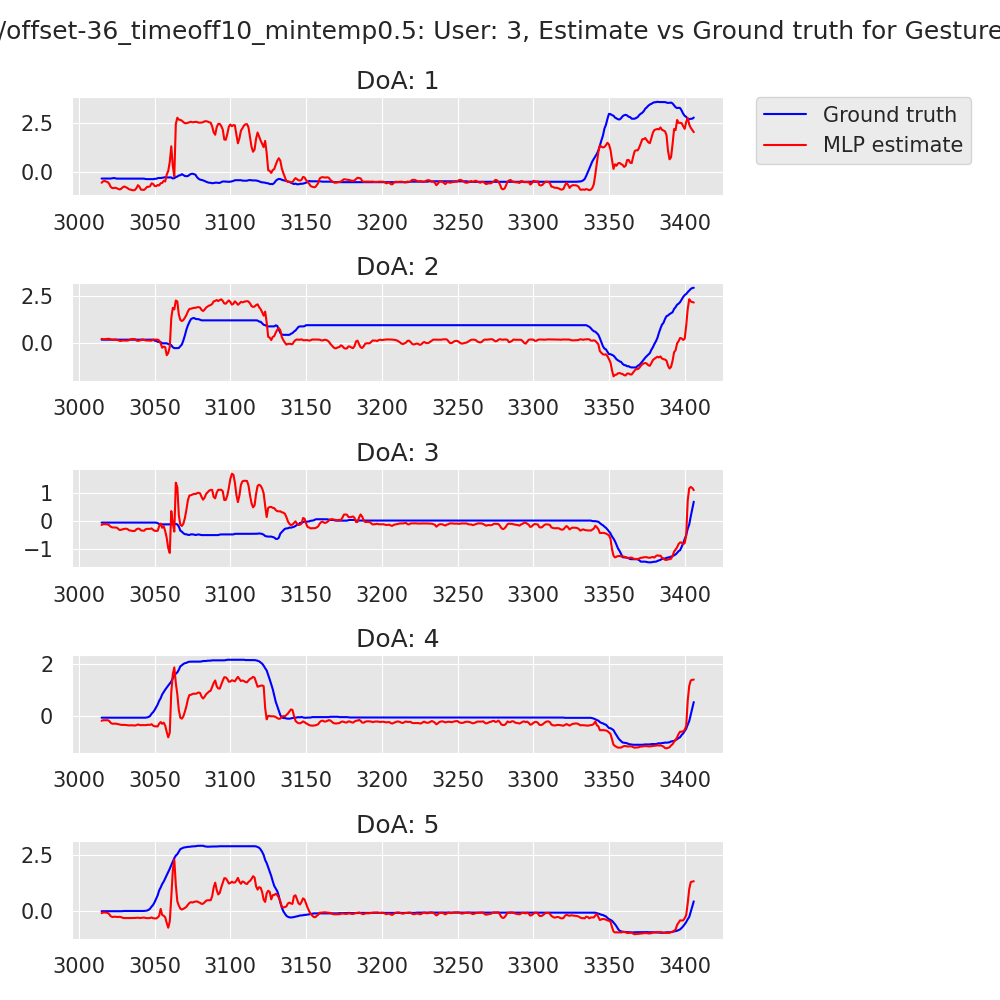 /offset-36_timeoff10_mintemp0.5: User: 3, Estimate vs Ground truth for Gesture
DoA: 1
Ground truth
MLP estimate
2.5
0.0
3000 3050 3100 3150 3200 3250 3300 3350 3400
DoA: 2
2.5
0.0
3000 3050 3100 3150 3200 3250 3300 3350 3400
DoA: 3
1
0
−1
3000 3050 3100 3150 3200 3250 3300 3350 3400
DoA: 4
2
0
3000 3050 3100 3150 3200 3250 3300 3350 3400
DoA: 5
2.5
0.0
3000 3050 3100 3150 3200 3250 3300 3350 3400